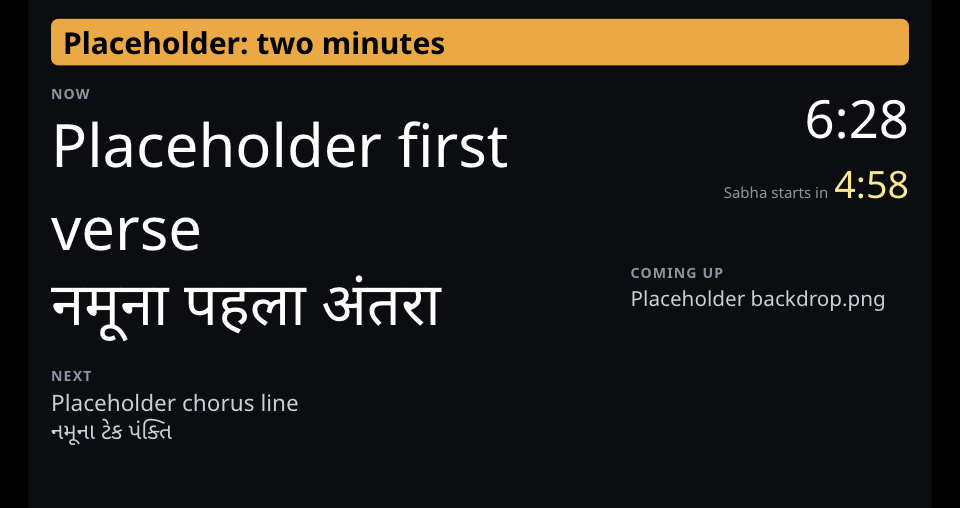 Placeholder: two minutes
NOW
Placeholder first
verse
नमूना पहला अंतरा
NEXT
Placeholder chorus line
નમૂના ટેક પંક્તિ
6:28
Sabha starts in 4:58
COMING UP
Placeholder backdrop.png